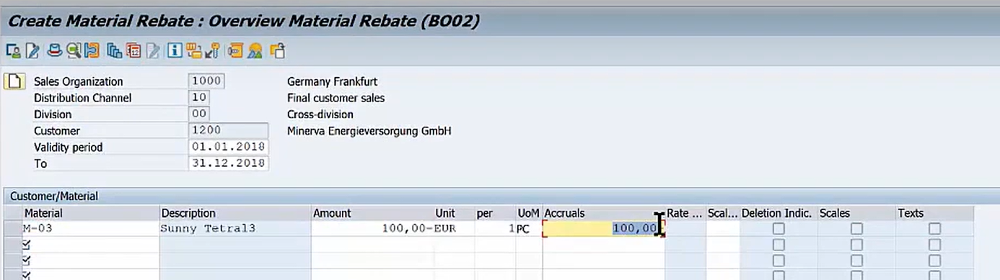 Create Material Rebate : Overview Material Rebate (BO02)
Sales Organization 1000 Germany Frankfurt
Distribution Channel 10 Final customer sales
Division 00 Cross-division
Customer 1200 Minerva Energieversorgung GmbH
Validity period 01.01.2018
To 31.12.2018
Customer/Material
Material Description Amount Unit per UoM Accruals Rate ... Scal... Deletion Indic. Scales Texts
M-03 Sunny Tetral3 100,00-EUR 1 PC 100,00